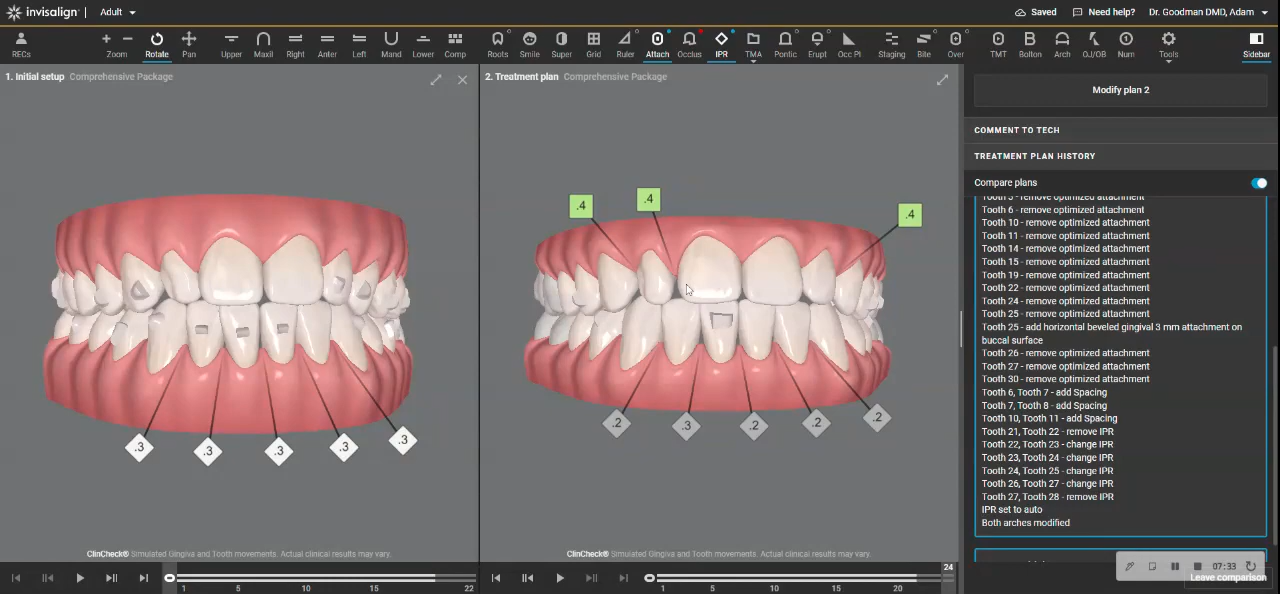 invisalign
Adult
Saved
Need help?
Dr. Goodman DMD, Adam
RECs
Zoom
Rotate
Pan
Upper
Maxil
Right
Anter
Left
Mand
Lower
Comp
Roots
Smile
Super
Grid
Ruler
Attach
Occlus
IPR
TMA
Pontic
Erupt
Occ Pl
Staging
Bite
Over
TMT
Bolton
Arch
OJ/OB
Num
Tools
Sidebar
1. Initial setup Comprehensive Package
2. Treatment plan Comprehensive Package
.4
.4
.4
.3
.3
.3
.3
.3
.2
.3
.2
.2
.2
ClinCheck® Simulated Gingiva and Tooth movements. Actual clinical results may vary.
ClinCheck® Simulated Gingiva and Tooth movements. Actual clinical results may vary.
1
5
10
15
22
24
1
5
10
15
20
Modify plan 2
COMMENT TO TECH
TREATMENT PLAN HISTORY
Compare plans
Tooth 5 - remove optimized attachment
Tooth 6 - remove optimized attachment
Tooth 10 - remove optimized attachment
Tooth 11 - remove optimized attachment
Tooth 14 - remove optimized attachment
Tooth 15 - remove optimized attachment
Tooth 19 - remove optimized attachment
Tooth 22 - remove optimized attachment
Tooth 24 - remove optimized attachment
Tooth 25 - remove optimized attachment
Tooth 25 - add horizontal beveled gingival 3 mm attachment on
buccal surface
Tooth 26 - remove optimized attachment
Tooth 27 - remove optimized attachment
Tooth 30 - remove optimized attachment
Tooth 6, Tooth 7 - add Spacing
Tooth 7, Tooth 8 - add Spacing
Tooth 10, Tooth 11 - add Spacing
Tooth 21, Tooth 22 - remove IPR
Tooth 22, Tooth 23 - change IPR
Tooth 23, Tooth 24 - change IPR
Tooth 24, Tooth 25 - change IPR
Tooth 26, Tooth 27 - change IPR
Tooth 27, Tooth 28 - remove IPR
IPR set to auto
Both arches modified
07:33
Leave comparison